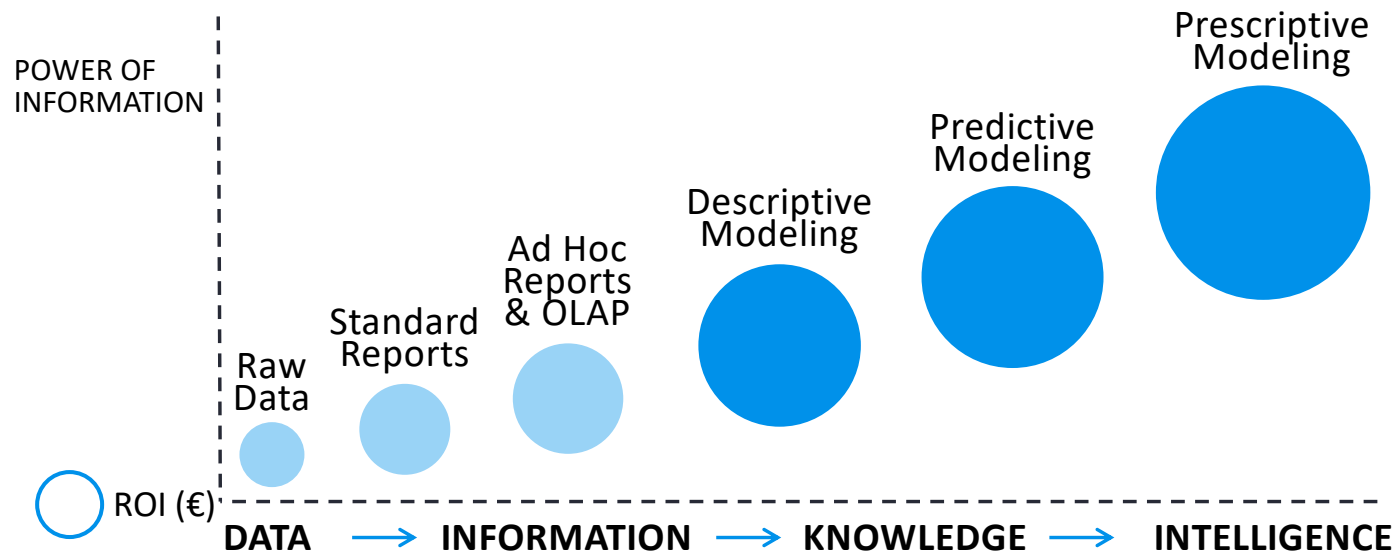 POWER OF
INFORMATION
Prescriptive
Modeling
Predictive
Modeling
Descriptive
Modeling
Ad Hoc
Reports
& OLAP
Standard
Reports
Raw
Data
ROI (€)
DATA → INFORMATION → KNOWLEDGE → INTELLIGENCE